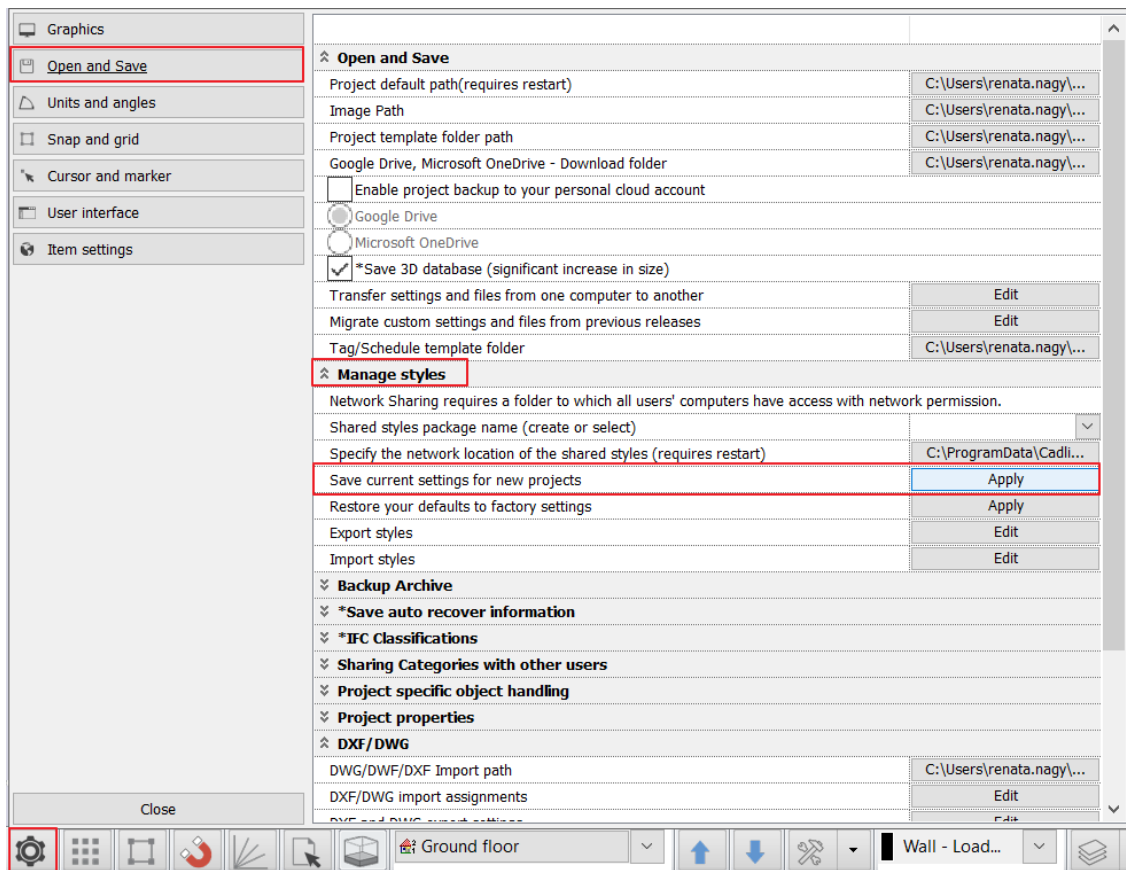 Graphics
Open and Save
Units and angles
Snap and grid
Cursor and marker
User interface
Item settings
Close
Open and Save
Project default path(requires restart) C:\Users\renata.nagy\...
Image Path C:\Users\renata.nagy\...
Project template folder path C:\Users\renata.nagy\...
Google Drive, Microsoft OneDrive - Download folder C:\Users\renata.nagy\...
Enable project backup to your personal cloud account
Google Drive
Microsoft OneDrive
*Save 3D database (significant increase in size)
Transfer settings and files from one computer to another Edit
Migrate custom settings and files from previous releases Edit
Tag/Schedule template folder C:\Users\renata.nagy\...
Manage styles
Network Sharing requires a folder to which all users' computers have access with network permission.
Shared styles package name (create or select)
Specify the network location of the shared styles (requires restart) C:\ProgramData\Cadli...
Save current settings for new projects Apply
Restore your defaults to factory settings Apply
Export styles Edit
Import styles Edit
Backup Archive
*Save auto recover information
*IFC Classifications
Sharing Categories with other users
Project specific object handling
Project properties
DXF/DWG
DWG/DWF/DXF Import path C:\Users\renata.nagy\...
DXF/DWG import assignments Edit
DXF and DWG export settings Edit
Ground floor
Wall - Load...